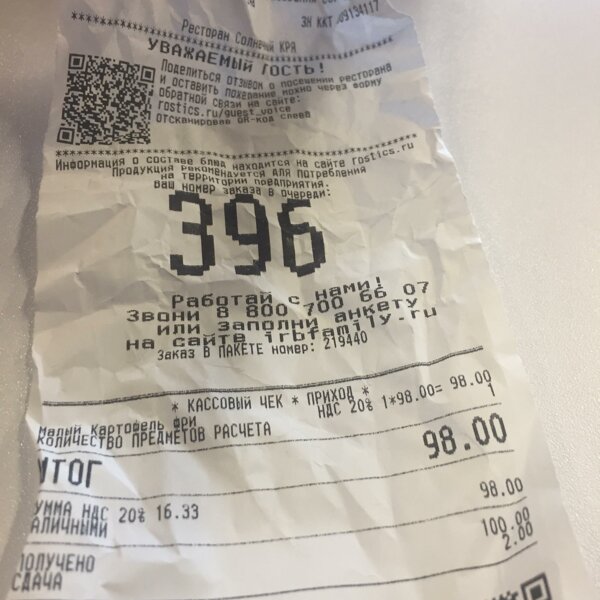 ЗН ККТ
Ресторан Солнечный КРЯ
УВАЖАЕМЫЙ ГОСТЬ!
Поделиться отзывом о посещении ресторана
и оставить пожелание можно через форму
обратной связи на сайте:
rostics.ru/guest_voice
отсканировав QR-код слева
Информация о составе блюд находится на сайте rostics.ru
Продукция рекомендуется для потребления
на территории предприятия.
Ваш номер заказа в очереди:
396
Работай с нами!
Звони 8 800 700 66 07
или заполни анкету
на сайте irbfamily.ru
Заказ В ПАКЕТЕ номер: 219440
* КАССОВЫЙ ЧЕК * ПРИХОД *
НДС 20% 1*98.00= 98.00
Малый Картофель фри
КОЛИЧЕСТВО ПРЕДМЕТОВ РАСЧЕТА 1
ИТОГ 98.00
УММА НДС 20% 16.33
АЛИЧНЫМИ 98.00
ПОЛУЧЕНО 100.00
СДАЧА 2.00